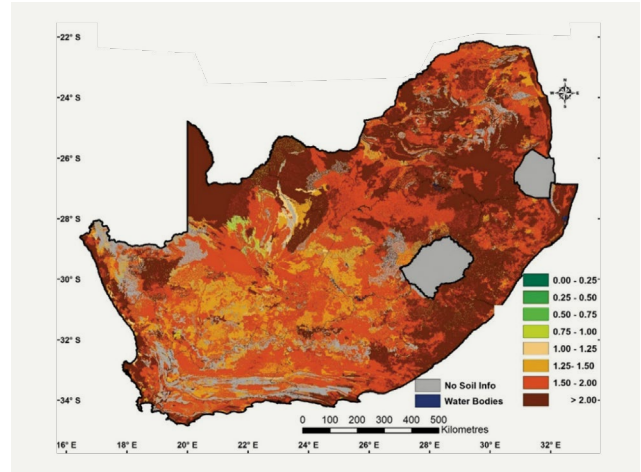 22° S
24° S
26° S
28° S
30° S
32° S
34° S
N
W E
S
0.00 - 0.25
0.25 - 0.50
0.50 - 0.75
0.75 - 1.00
1.00 - 1.25
1.25- 1.50
1.50 - 2.00
> 2.00
No Soil Info
Water Bodies
0 100 200 300 400 500
Kilometres
16° E 18° E 20° E 22° E 24° E 26° E 28° E 30° E 32° E